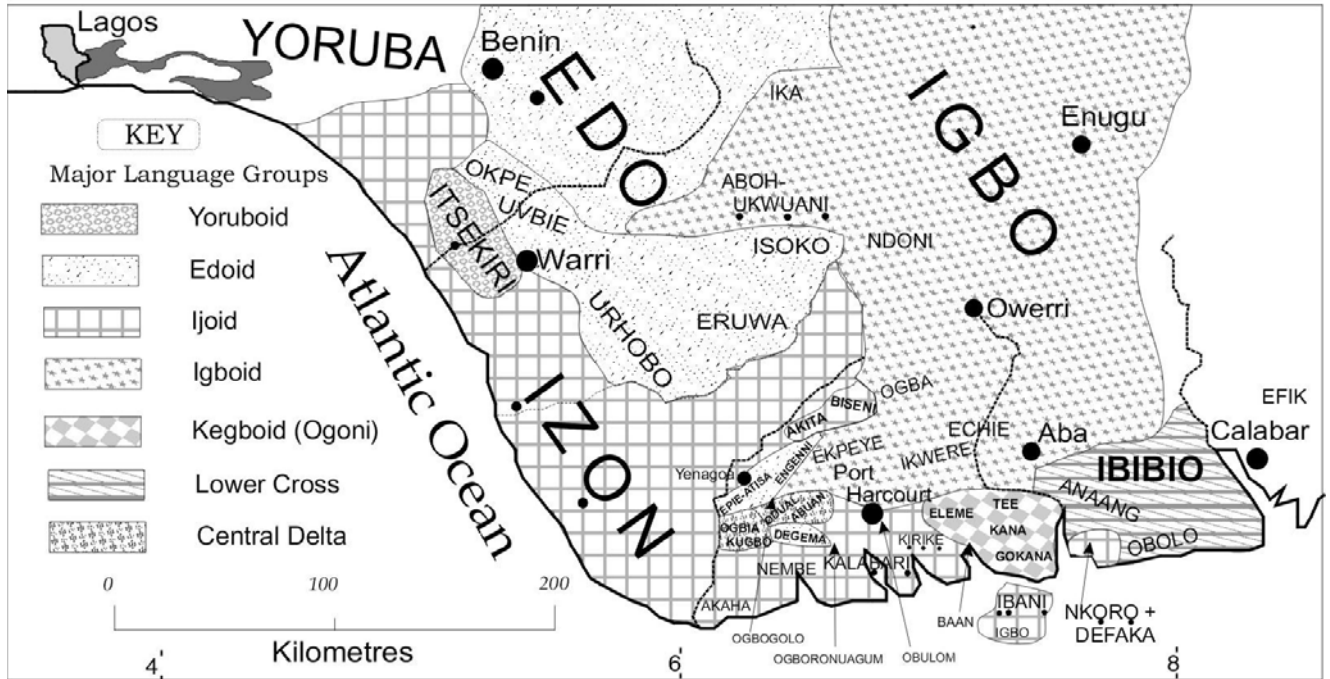 Lagos
YORUBA
Benin
EDO
IKA
IGBO
Enugu
KEY
Major Language Groups
Yoruboid
Edoid
Ijoid
Igboid
Kegboid (Ogoni)
Lower Cross
Central Delta
0 100 200
Kilometres
Atlantic Ocean
OKPE
UVBIE
ITSEKIRI
Warri
ABOH-
UKWUANI
ISOKO
NDONI
URHOBO
ERUWA
Owerri
IZON
OGBA
BISENI
AKITA
ENGENNI
EKPEYE
Yenagoa
EPIE-ATISA
Port
Harcourt
IKWERE
ECHIE
Aba
EFIK
Calabar
IBIBIO
ANAANG
OBOLO
ODUAL
ABUAN
OGBIA
KUGBO
DEGEMA
ELEME
TEE
KANA
GOKANA
KIRIKE
NEMBE
KALABARI
AKAHA
OGBOGOLO
OGBORONUAGUM
OBULOM
BAAN
IBANI
IGBO
NKORO +
DEFAKA
4 6 8